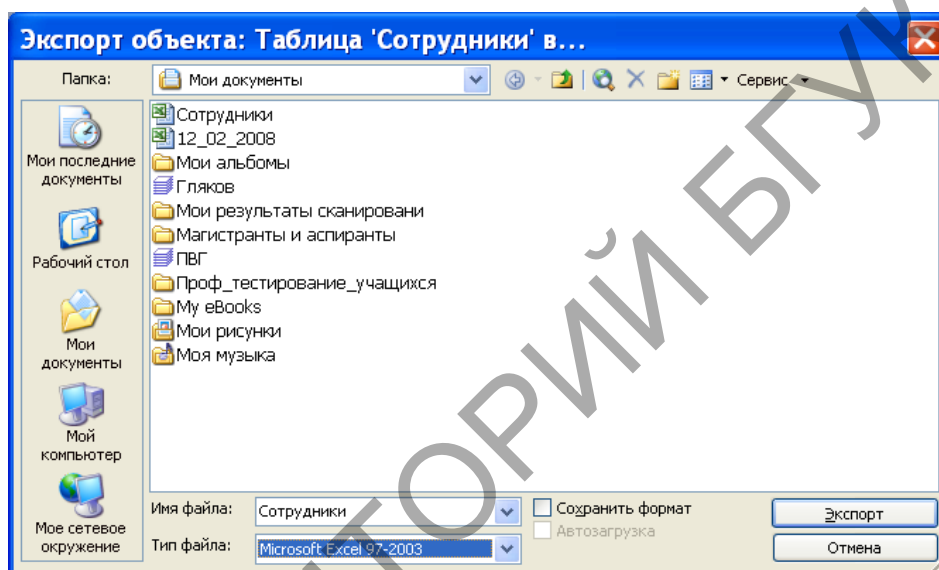 Экспорт объекта: Таблица 'Сотрудники' в...
Папка:
Мои документы
Сервис
Мои последние документы
Рабочий стол
Мои документы
Мой компьютер
Мое сетевое окружение
Сотрудники
12_02_2008
Мои альбомы
Гляков
Мои результаты сканировани
Магистранты и аспиранты
ПВГ
Проф_тестирование_учащихся
My eBooks
Мои рисунки
Моя музыка
Имя файла:
Сотрудники
Сохранить формат
Экспорт
Автозагрузка
Тип файла:
Microsoft Excel 97-2003
Отмена
ТОРИЙ БГУК